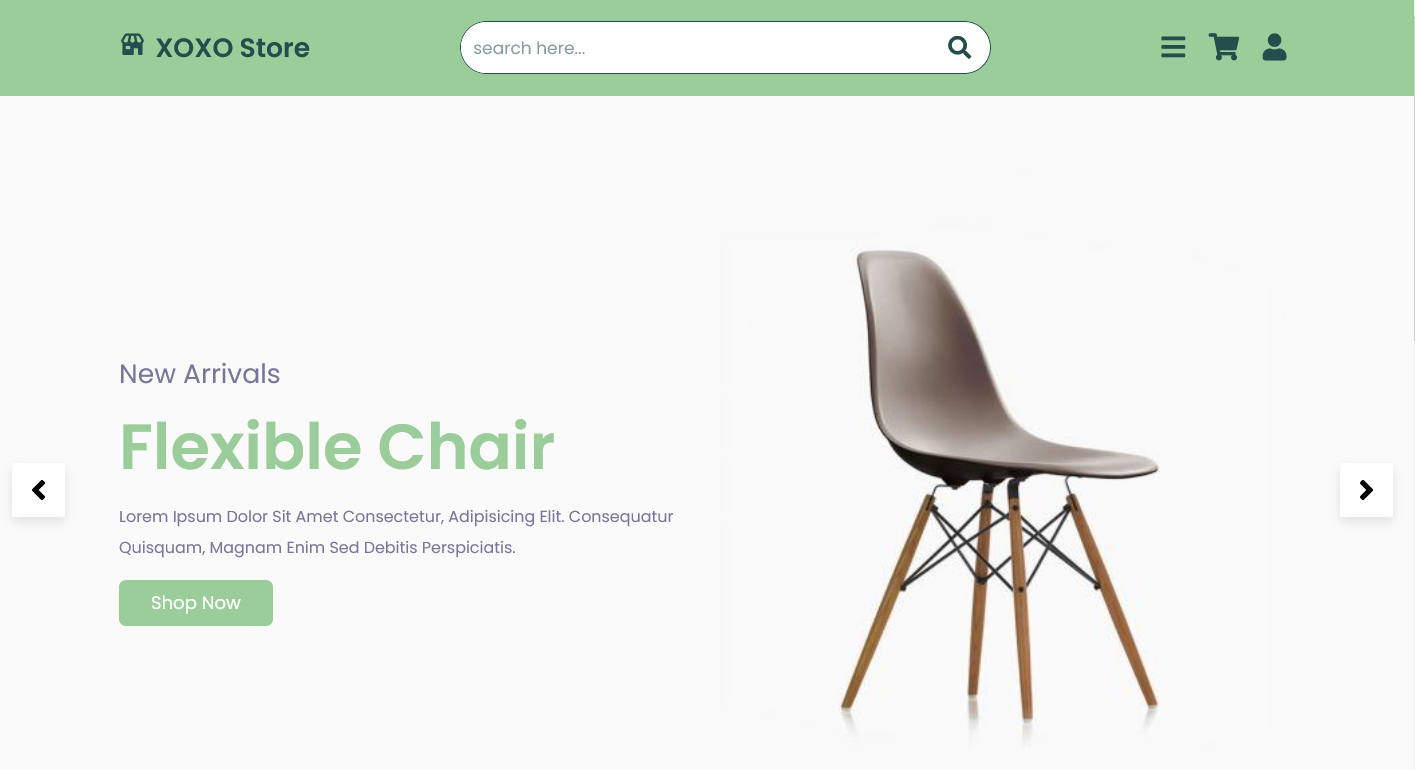 XOXO Store
search here...
New Arrivals
Flexible Chair
Lorem Ipsum Dolor Sit Amet Consectetur, Adipisicing Elit. Consequatur
Quisquam, Magnam Enim Sed Debitis Perspiciatis.
Shop Now